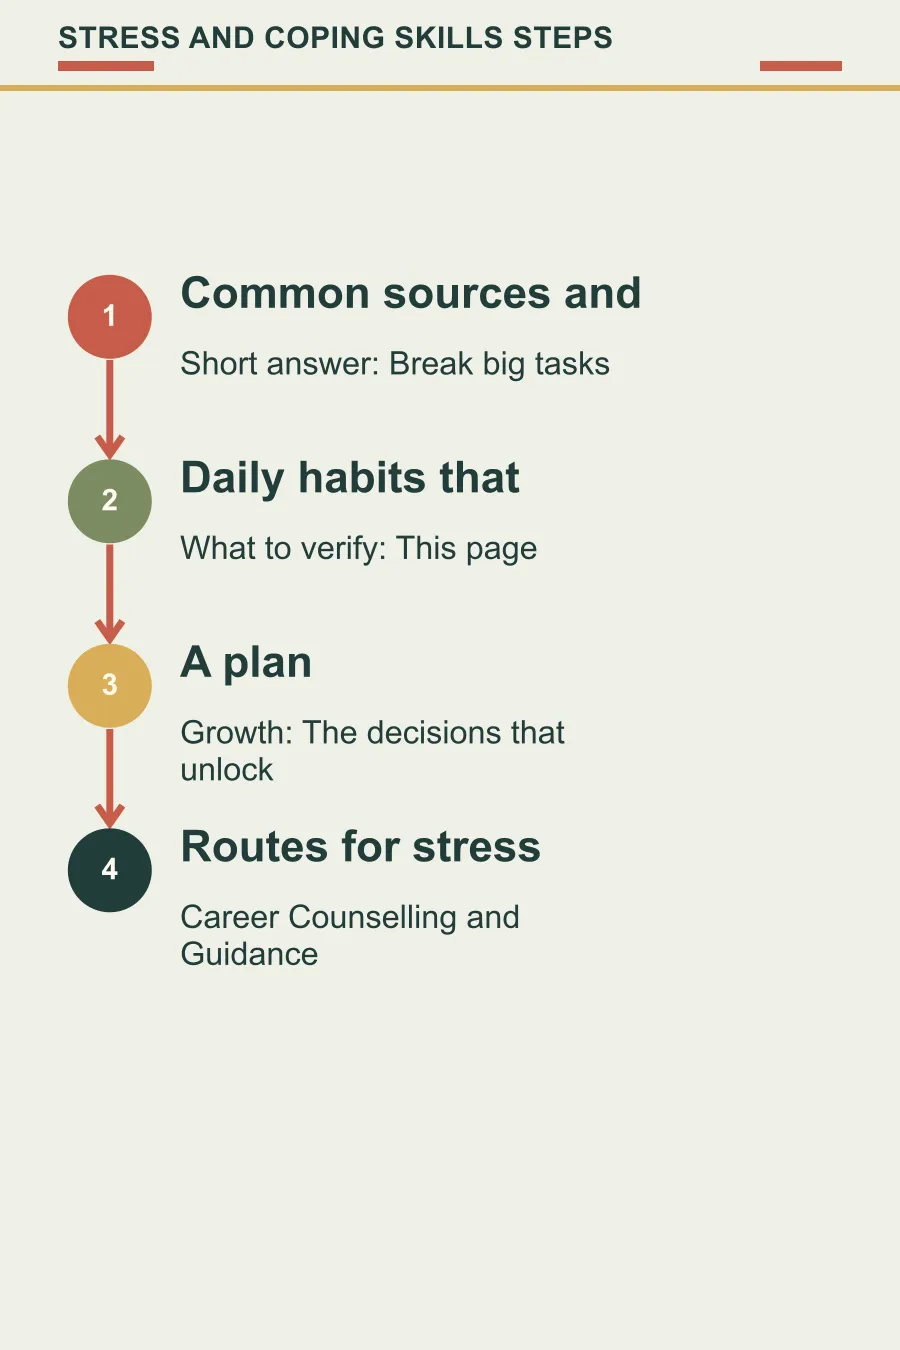 STRESS AND COPING SKILLS STEPS
1
Common sources and
Short answer: Break big tasks
2
Daily habits that
What to verify: This page
3
A plan
Growth: The decisions that
unlock
4
Routes for stress
Career Counselling and
Guidance